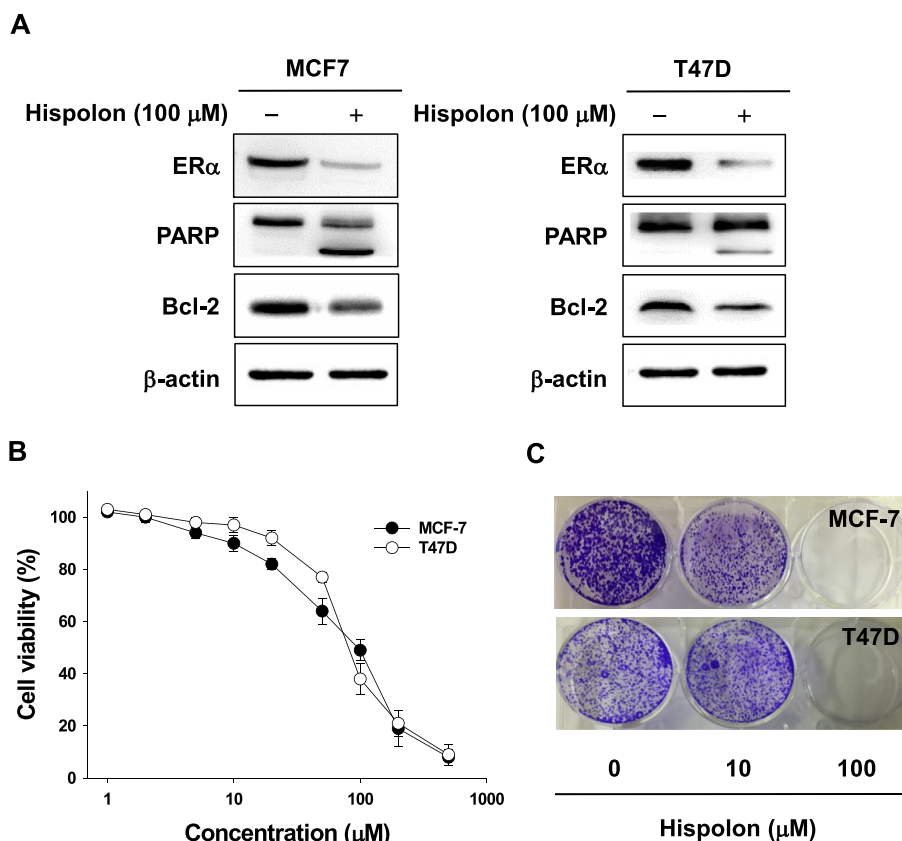 A
MCF7
Hispolon (100 μM) − +
ERα
PARP
Bcl-2
β-actin
T47D
Hispolon (100 μM) − +
ERα
PARP
Bcl-2
β-actin
B
Cell viability (%)
100
80
60
40
20
0
MCF-7
T47D
1 10 100 1000
Concentration (μM)
C
MCF-7
T47D
0 10 100
Hispolon (μM)